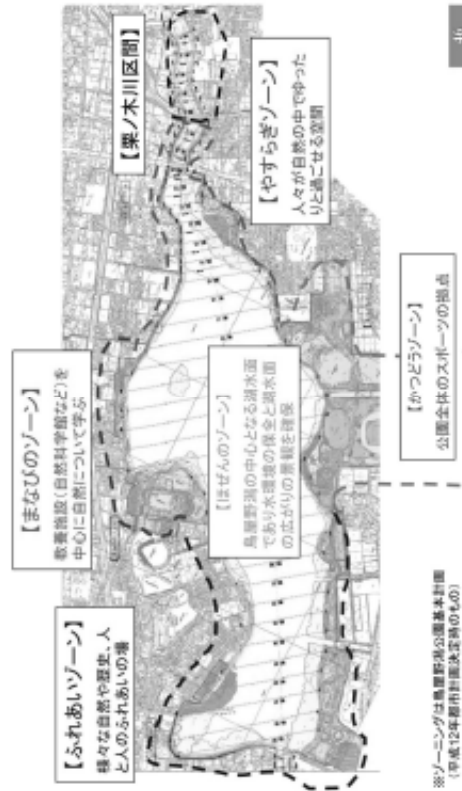 【ふれあいゾーン】
様々な自然や歴史、人
と人のふれあいの場
【まなびのゾーン】
教養施設(自然科学館など)を
中心に自然について学ぶ
【栗ノ木川区間】
【ほぜんのゾーン】
鳥屋野潟の中心となる湖水面
であり水環境の保全と湖水面
の広がりの景観を確保
【やすらぎゾーン】
人々が自然の中でゆった
りと過ごせる空間
【かつどうゾーン】
公園全体のスポーツの拠点
※ゾーニングは鳥屋野潟公園基本計画
(平成12年都市計画決定時のもの)